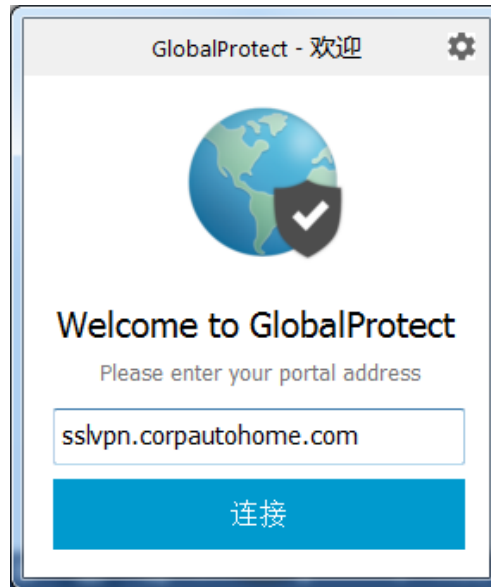 GlobalProtect - 欢迎
Welcome to GlobalProtect
Please enter your portal address
sslvpn.corpautohome.com
连接